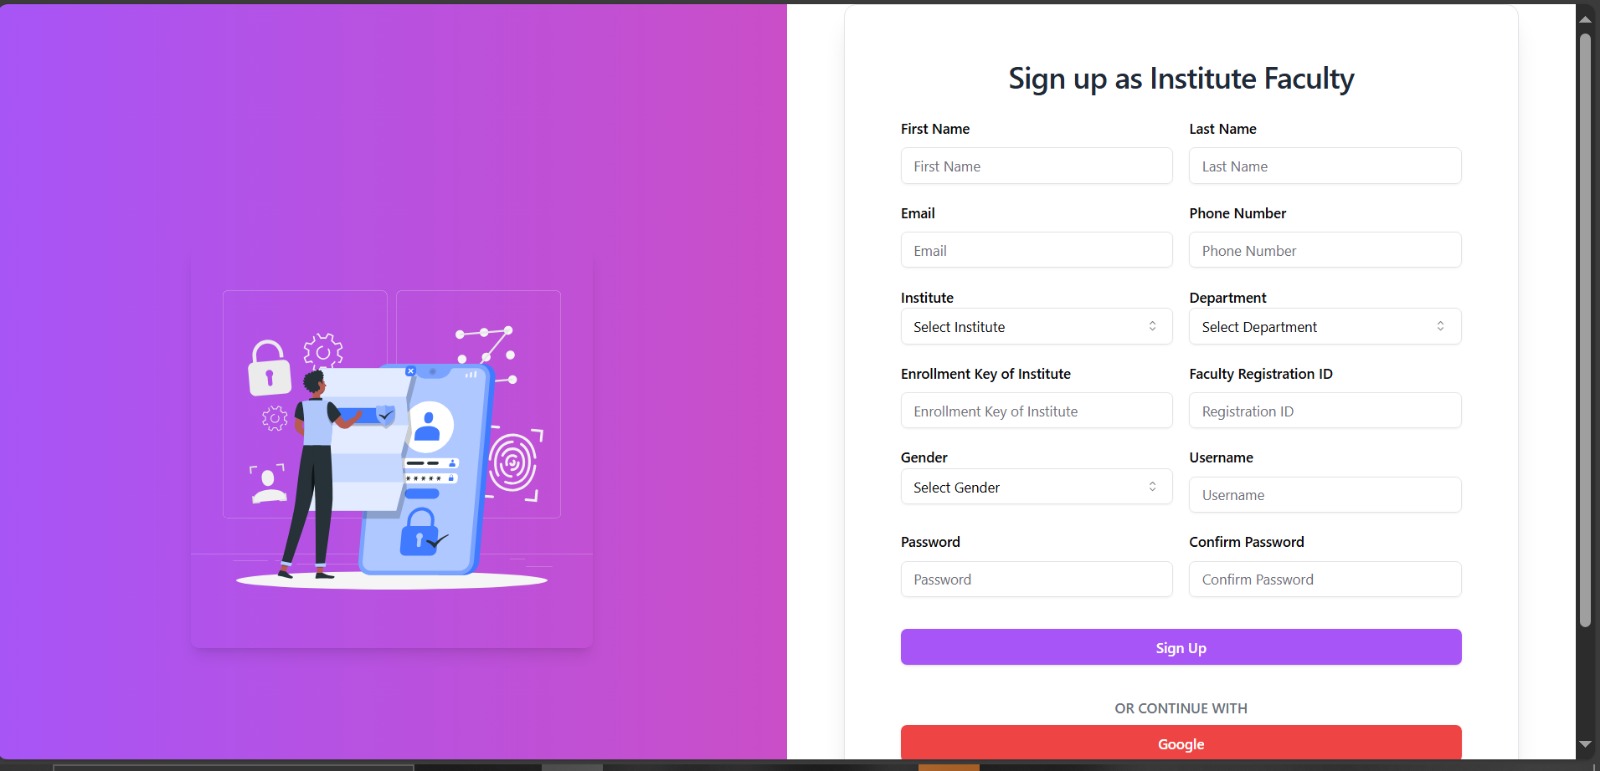 Sign up as Institute Faculty
First Name Last Name
First Name Last Name
Email Phone Number
Email Phone Number
Institute Department
Select Institute Select Department
Enrollment Key of Institute Faculty Registration ID
Enrollment Key of Institute Registration ID
Gender Username
Select Gender Username
Password Confirm Password
Password Confirm Password
Sign Up
OR CONTINUE WITH
Google